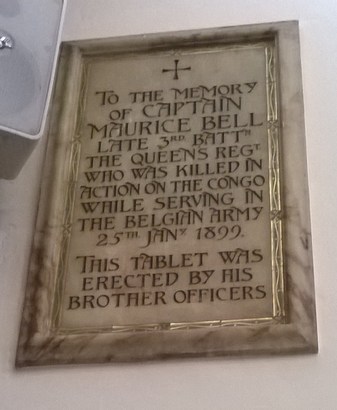 TO THE MEMORY
OF CAPTAIN
MAURICE BELL
LATE 3RD BATTN
THE QUEENS REGT
WHO WAS KILLED IN
ACTION ON THE CONGO
WHILE SERVING IN
THE BELGIAN ARMY
25TH JANY 1899.
THIS TABLET WAS
ERECTED BY HIS
BROTHER OFFICERS